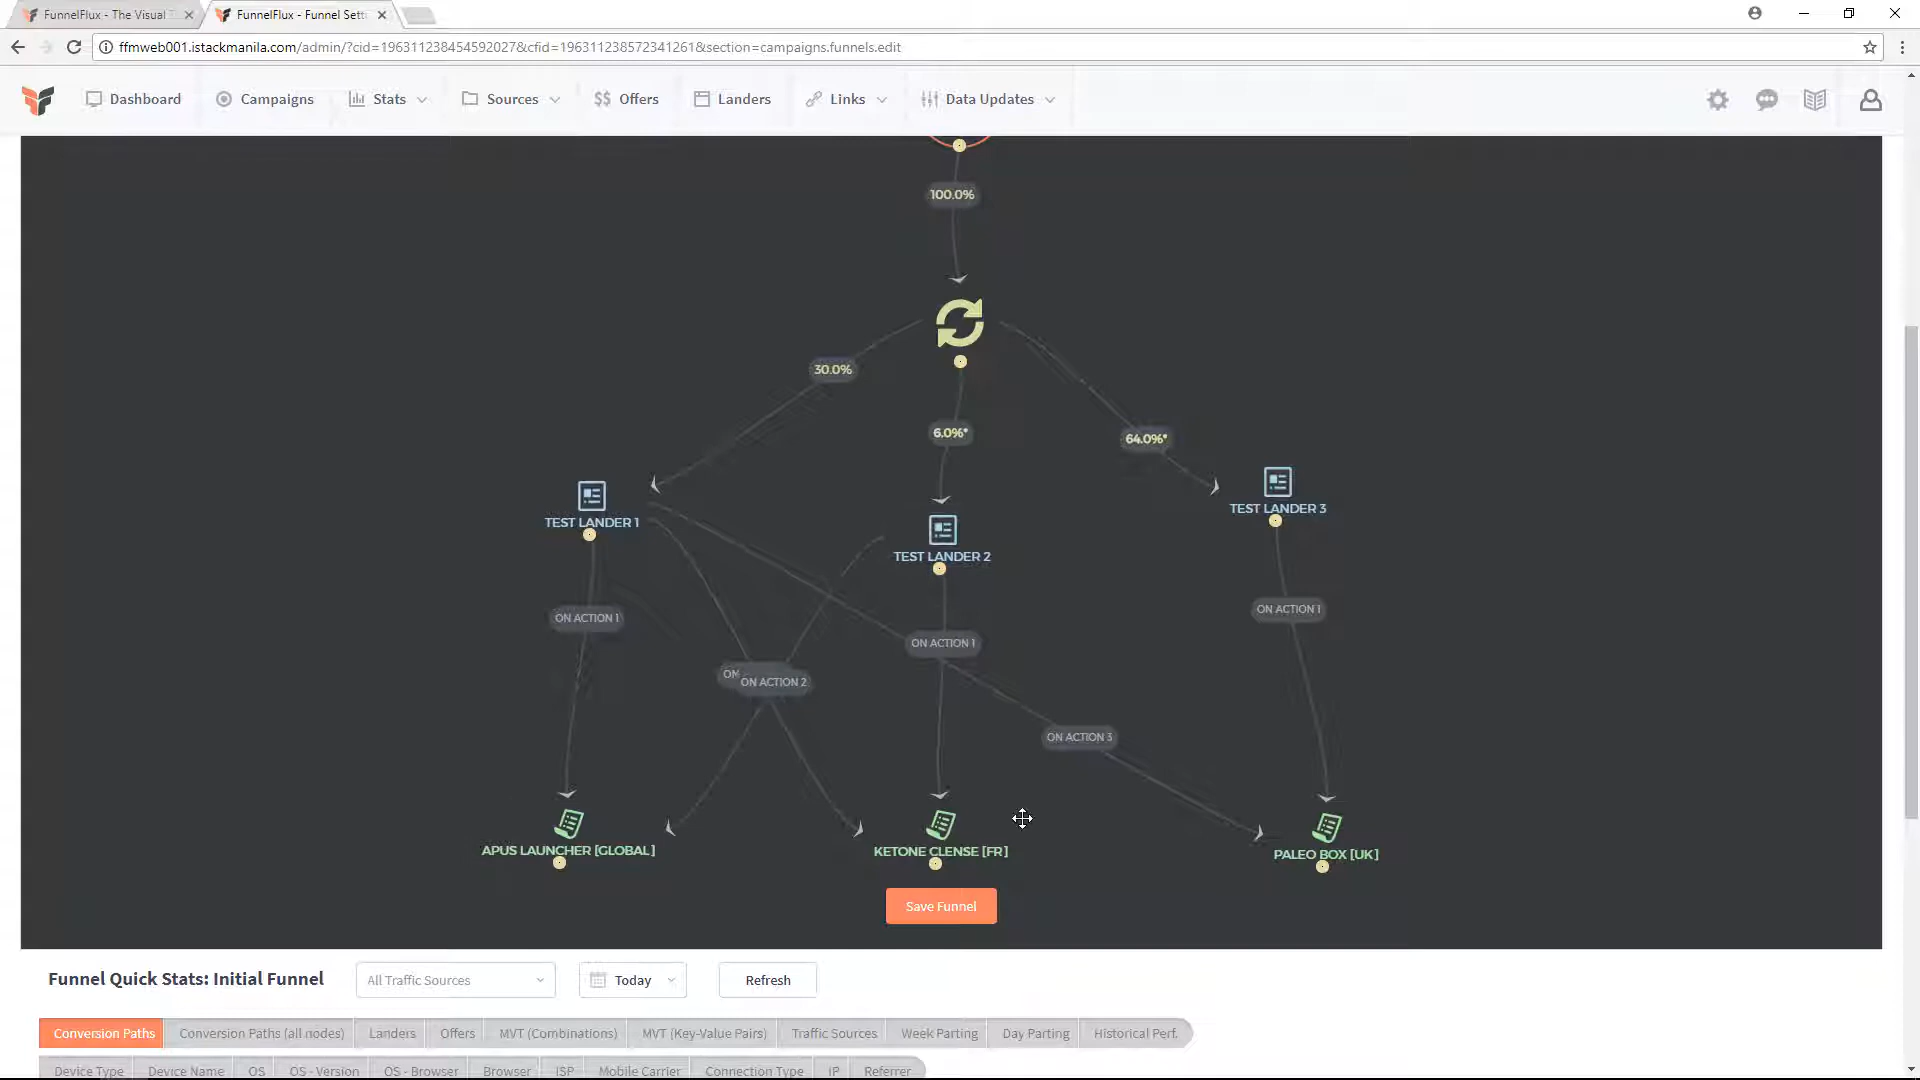 FunnelFlux - The Visual T
FunnelFlux - Funnel Sett
ffmweb001.istackmanila.com/admin/?cid=196311238454592027&cfid=196311238572341261&section=campaigns.funnels.edit
Dashboard Campaigns Stats Sources $$ Offers Landers Links Data Updates
100.0%
30.0%
6.0%*
64.0%*
TEST LANDER 1
TEST LANDER 2
TEST LANDER 3
ON ACTION 1
ON ACTION 1
ON ACTION 1
ON
ON ACTION 2
ON ACTION 3
APUS LAUNCHER [GLOBAL]
KETONE CLENSE [FR]
PALEO BOX [UK]
Save Funnel
Funnel Quick Stats: Initial Funnel All Traffic Sources Today Refresh
Conversion Paths Conversion Paths (all nodes) Landers Offers MVT (Combinations) MVT (Key-Value Pairs) Traffic Sources Week Parting Day Parting Historical Perf.
Device Type Device Name OS OS - Version OS - Browser Browser ISP Mobile Carrier Connection Type IP Referrer